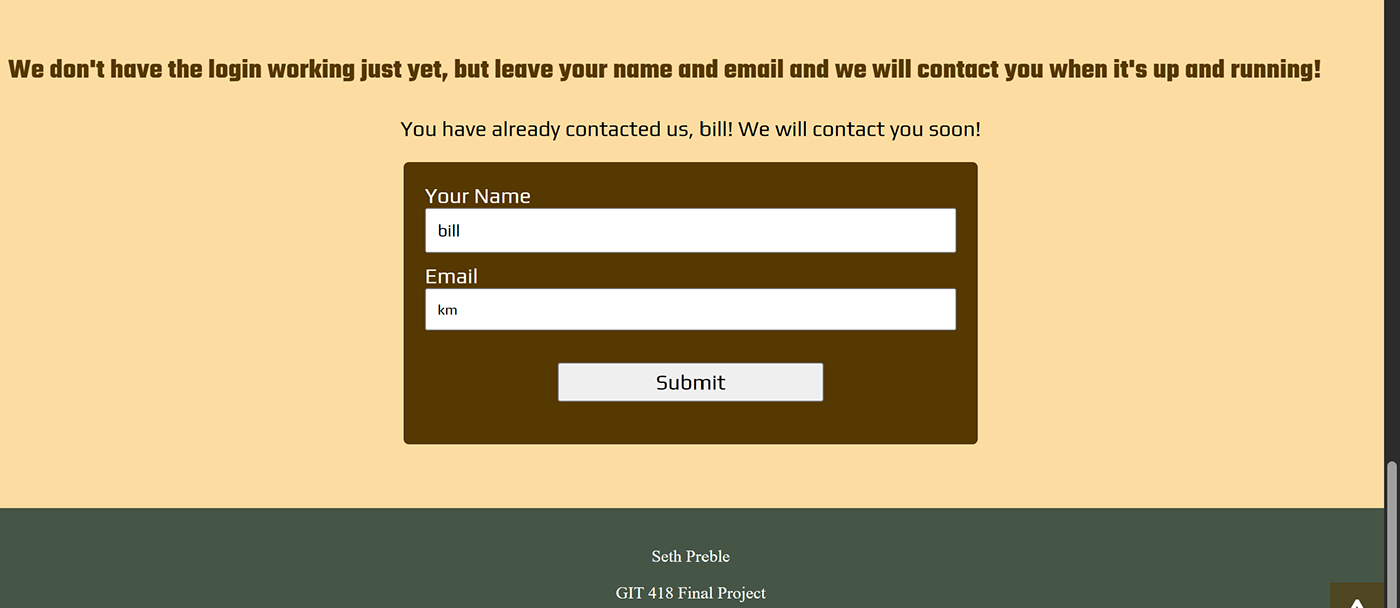 We don't have the login working just yet, but leave your name and email and we will contact you when it's up and running!
You have already contacted us, bill! We will contact you soon!
Your Name
bill
Email
km
Submit
Seth Preble
GIT 418 Final Project